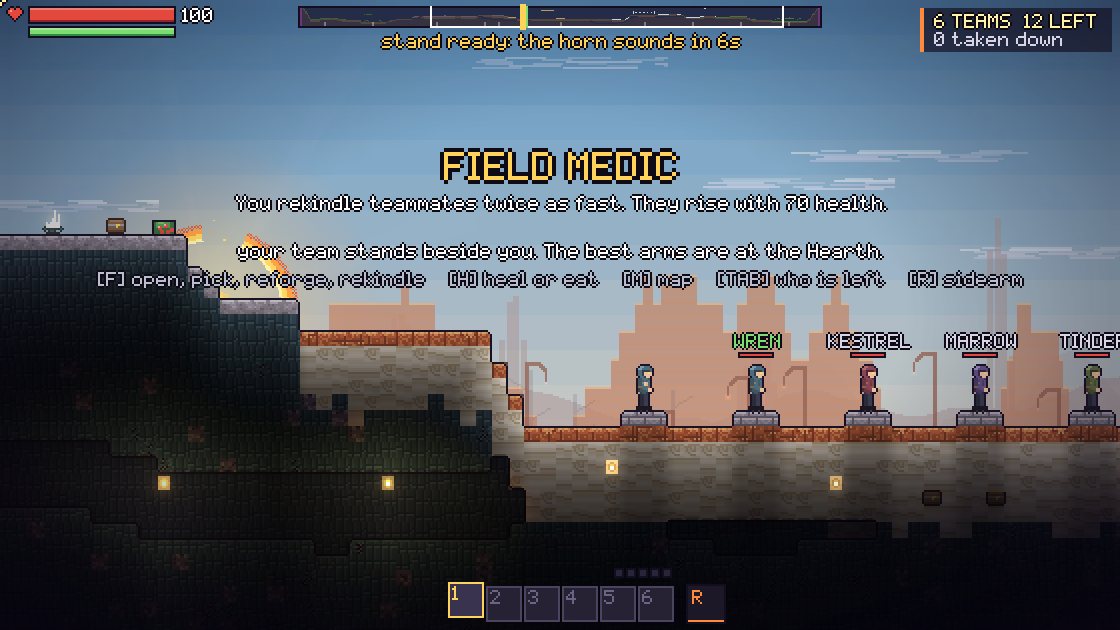 100
stand ready: the horn sounds in 6s
6 TEAMS 12 LEFT
0 taken down
FIELD MEDIC
You rekindle teammates twice as fast. They rise with 70 health.
your team stands beside you. The best arms are at the Hearth.
[F] open, pick, reforge, rekindle [H] heal or eat [M] map [TAB] who is left [R] sidearm
WREN KESTREL MARROW TINDER
1 2 3 4 5 6 R